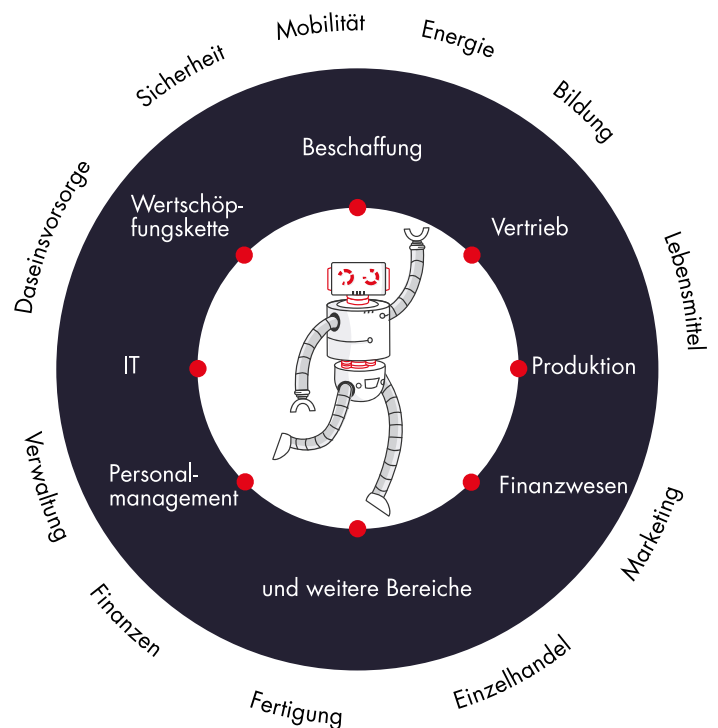 Mobilität
Energie
Bildung
Lebensmittel
Marketing
Einzelhandel
Fertigung
Finanzen
Verwaltung
Daseinsvorsorge
Sicherheit
Beschaffung
Vertrieb
Produktion
Finanzwesen
und weitere Bereiche
Personal-
management
IT
Wertschöp-
fungskette